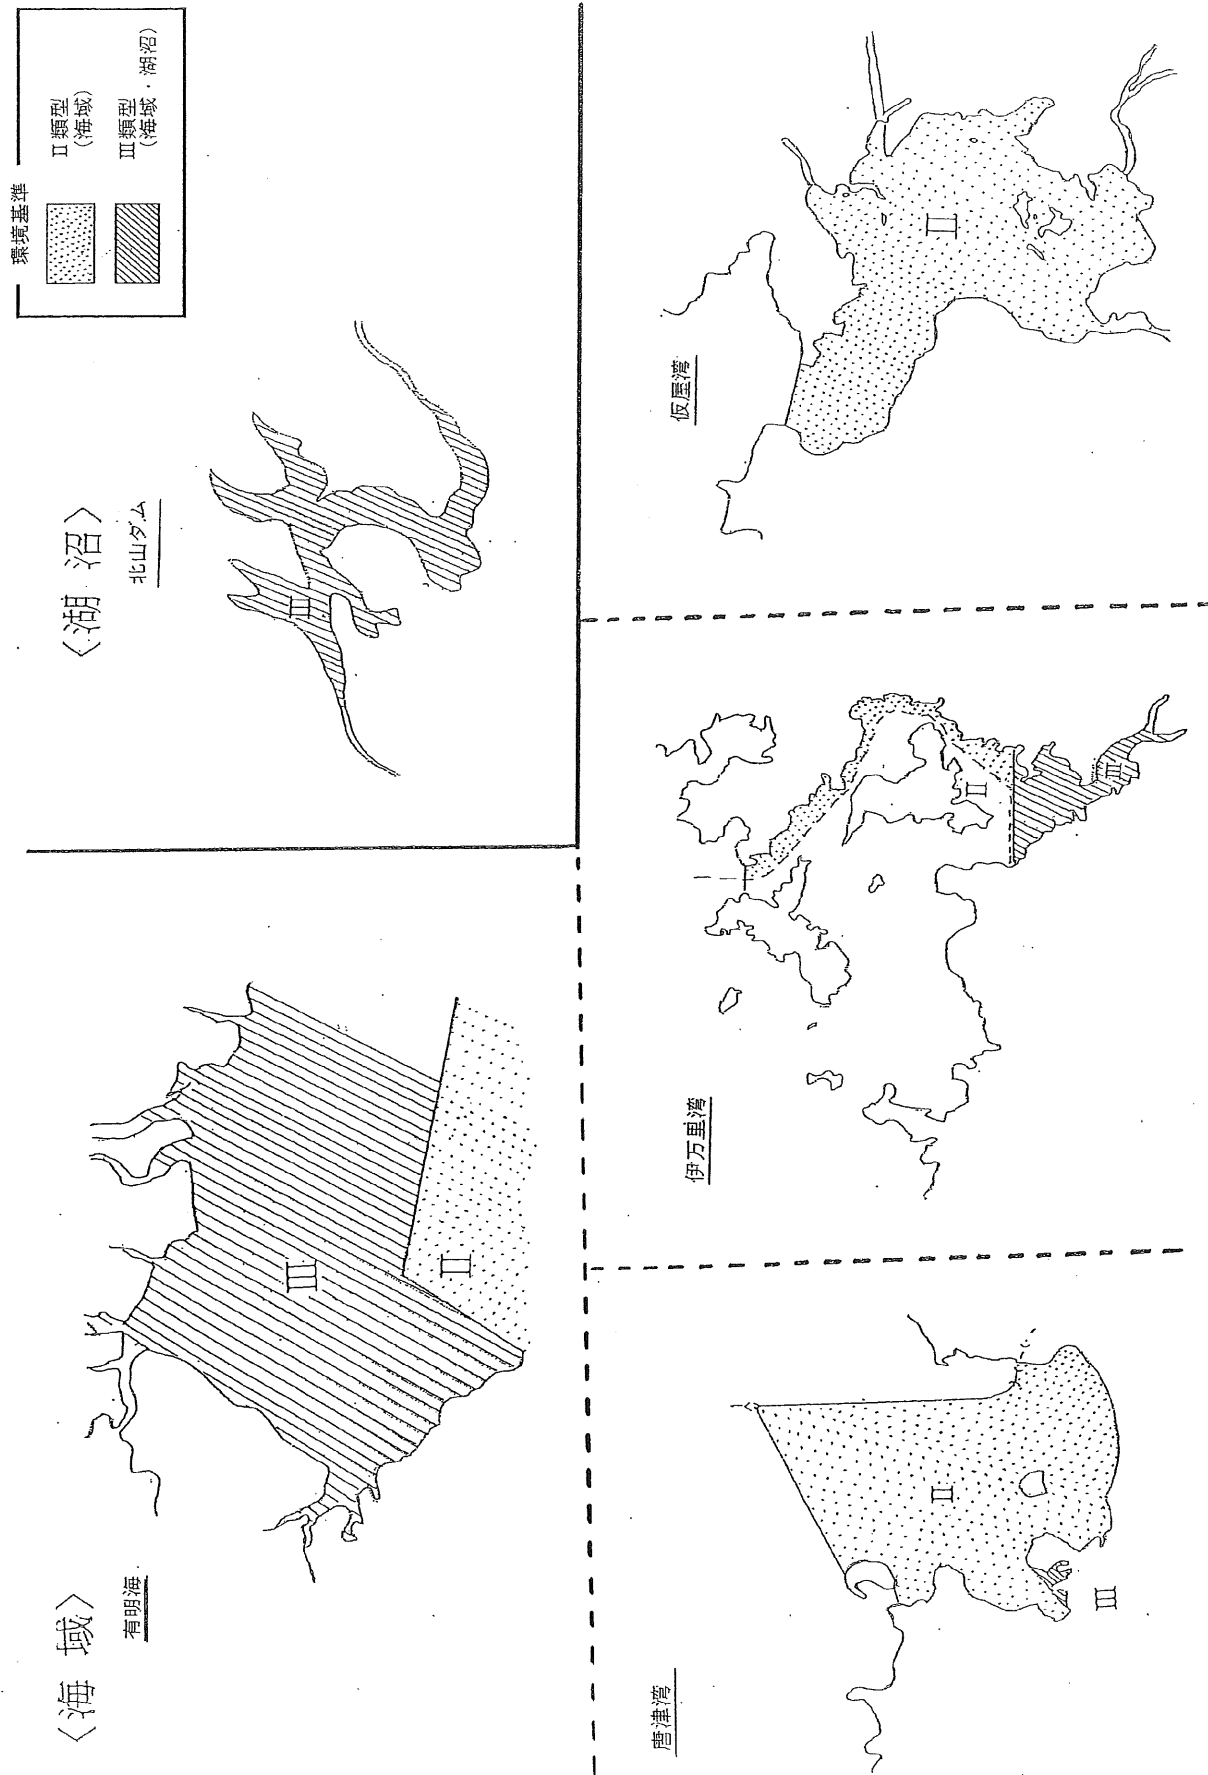 〈海 域〉
有明海
III
II
〈湖 沼〉
北山ダム
III
環境基準
II類型
(海域)
III類型
(海域・湖沼)
唐津湾
II
III
伊万里湾
II
III
仮屋湾
II